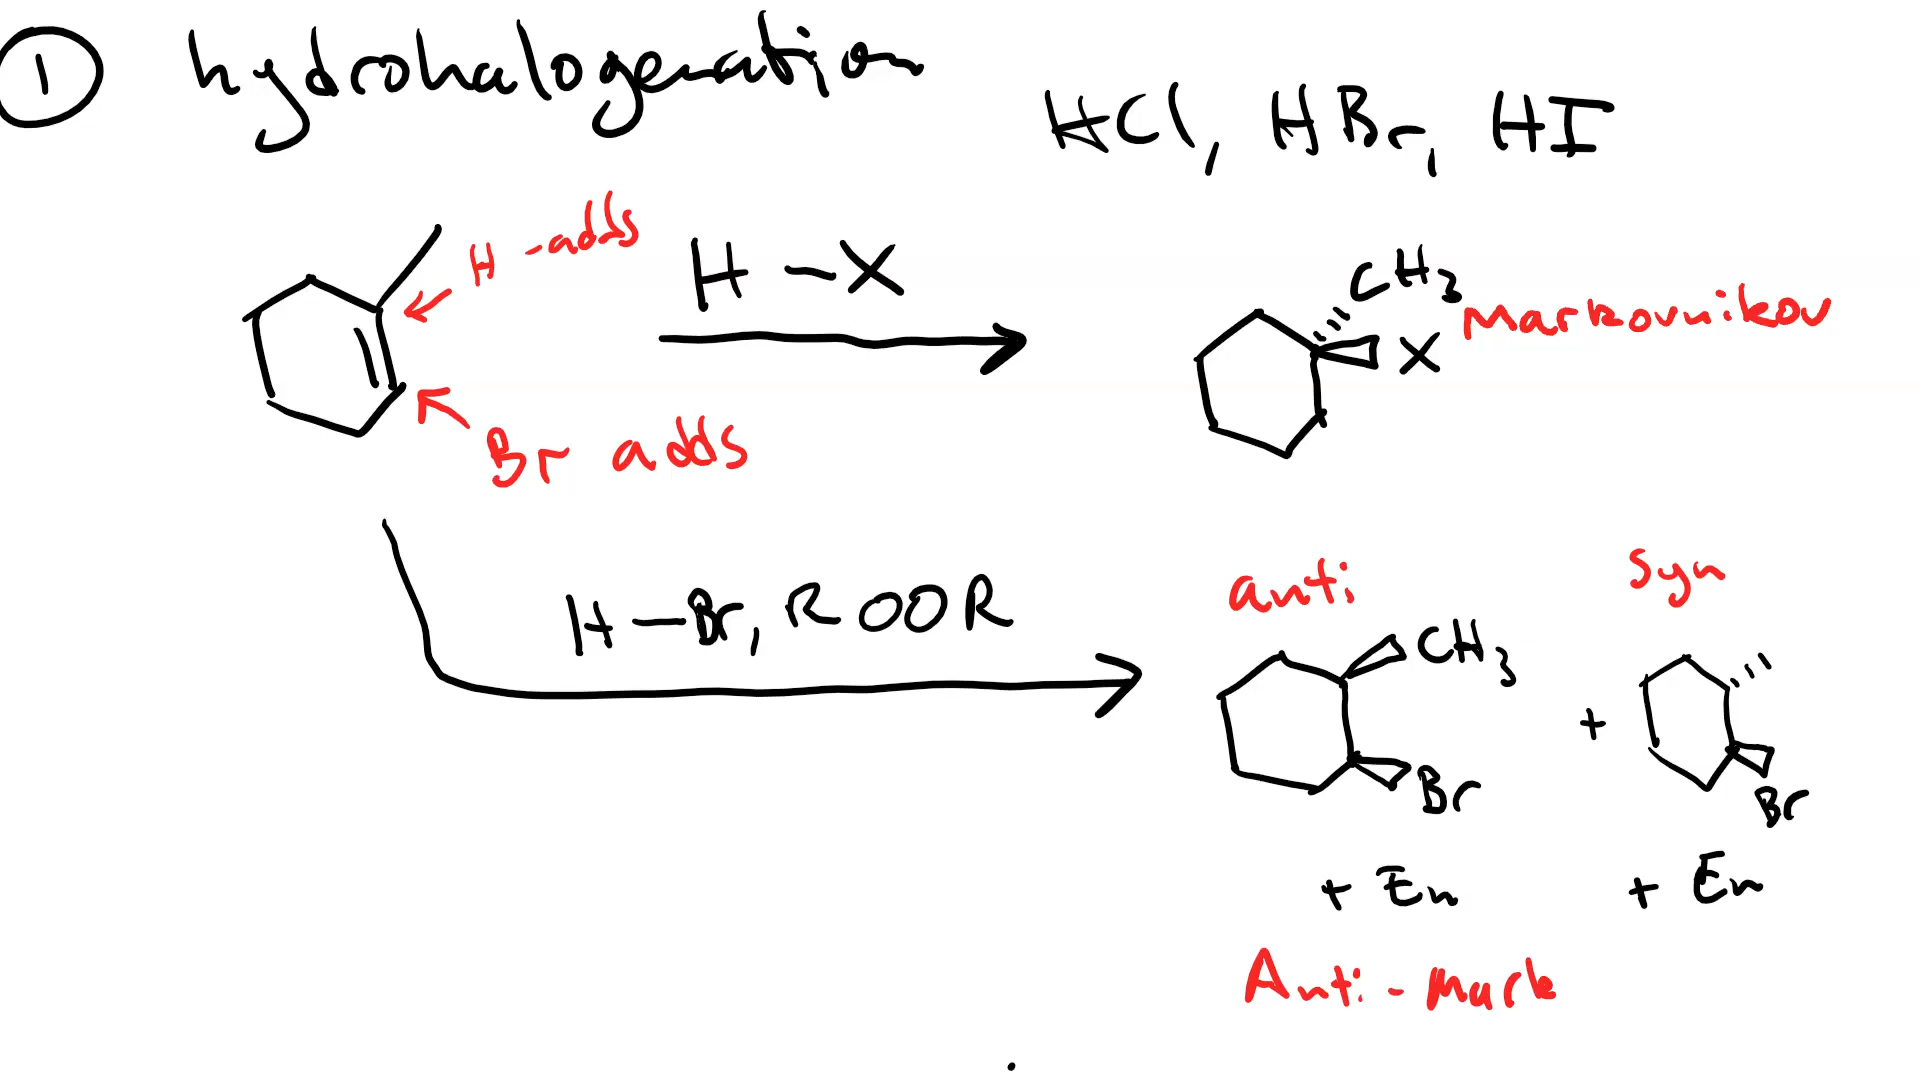 1 hydrohalogenation
HCl, HBr, HI
H-adds
H-X
CH3
X
Markovnikov
Br adds
H-Br, ROOR
anti
syn
CH3
+
Br
Br
+ En
+ En
Anti-Mark